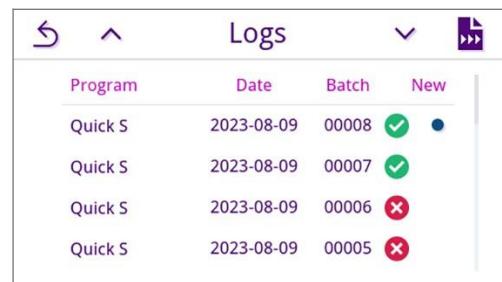 Logs
Program Date Batch New
Quick S 2023-08-09 00008
Quick S 2023-08-09 00007
Quick S 2023-08-09 00006
Quick S 2023-08-09 00005